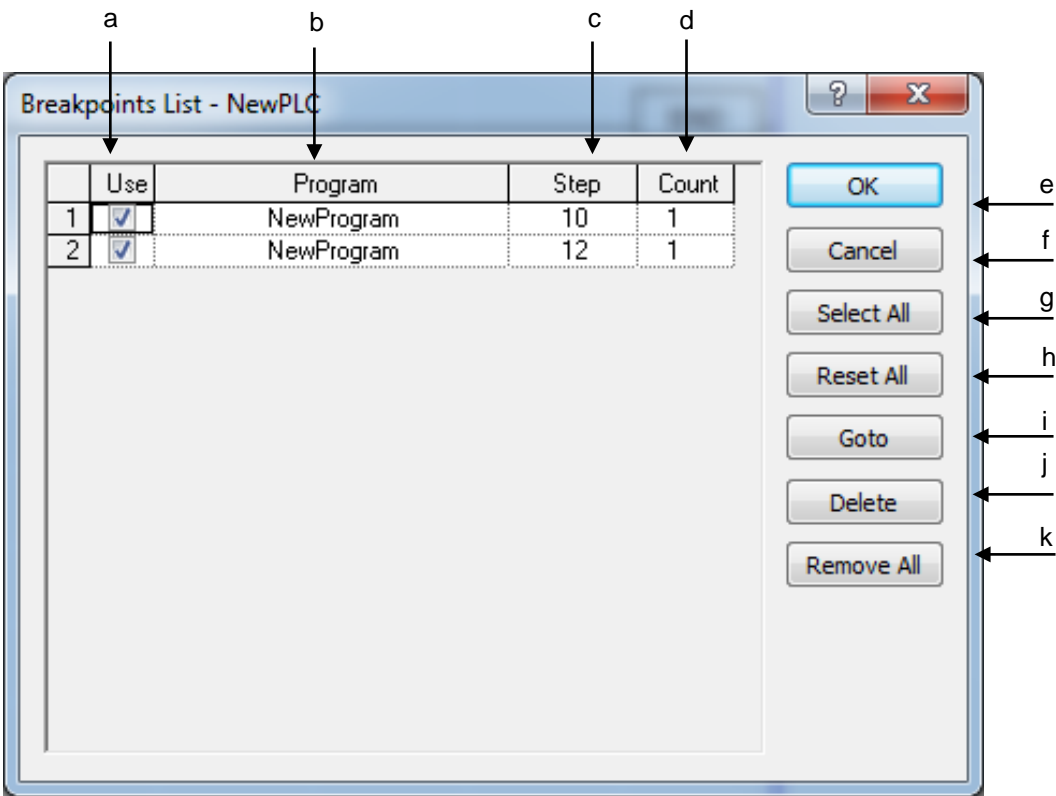 a b c d
Breakpoints List - NewPLC
Use Program Step Count
OK
e
1 NewProgram 10 1
2 NewProgram 12 1
Cancel
f
Select All
g
Reset All
h
Goto
i
Delete
j
Remove All
k